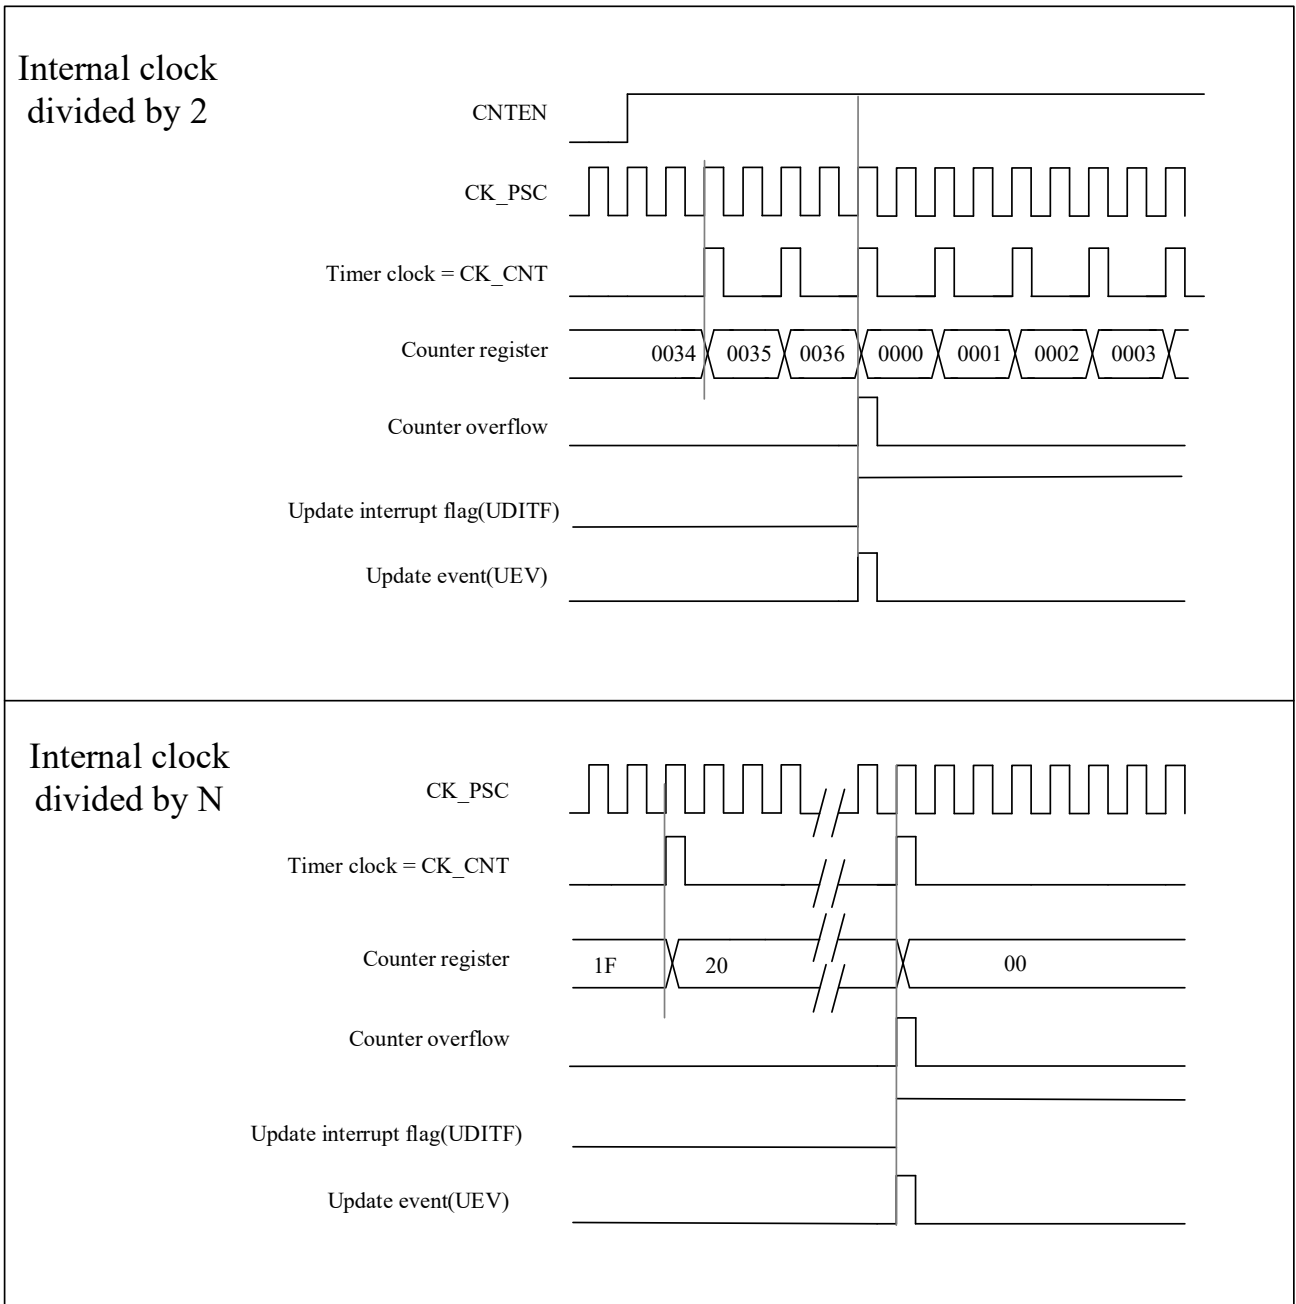 Internal clock
divided by 2
CNTEN
CK_PSC
Timer clock = CK_CNT
Counter register
0034 0035 0036 0000 0001 0002 0003
Counter overflow
Update interrupt flag(UDITF)
Update event(UEV)
Internal clock
divided by N
CK_PSC
Timer clock = CK_CNT
Counter register
1F 20 00
Counter overflow
Update interrupt flag(UDITF)
Update event(UEV)